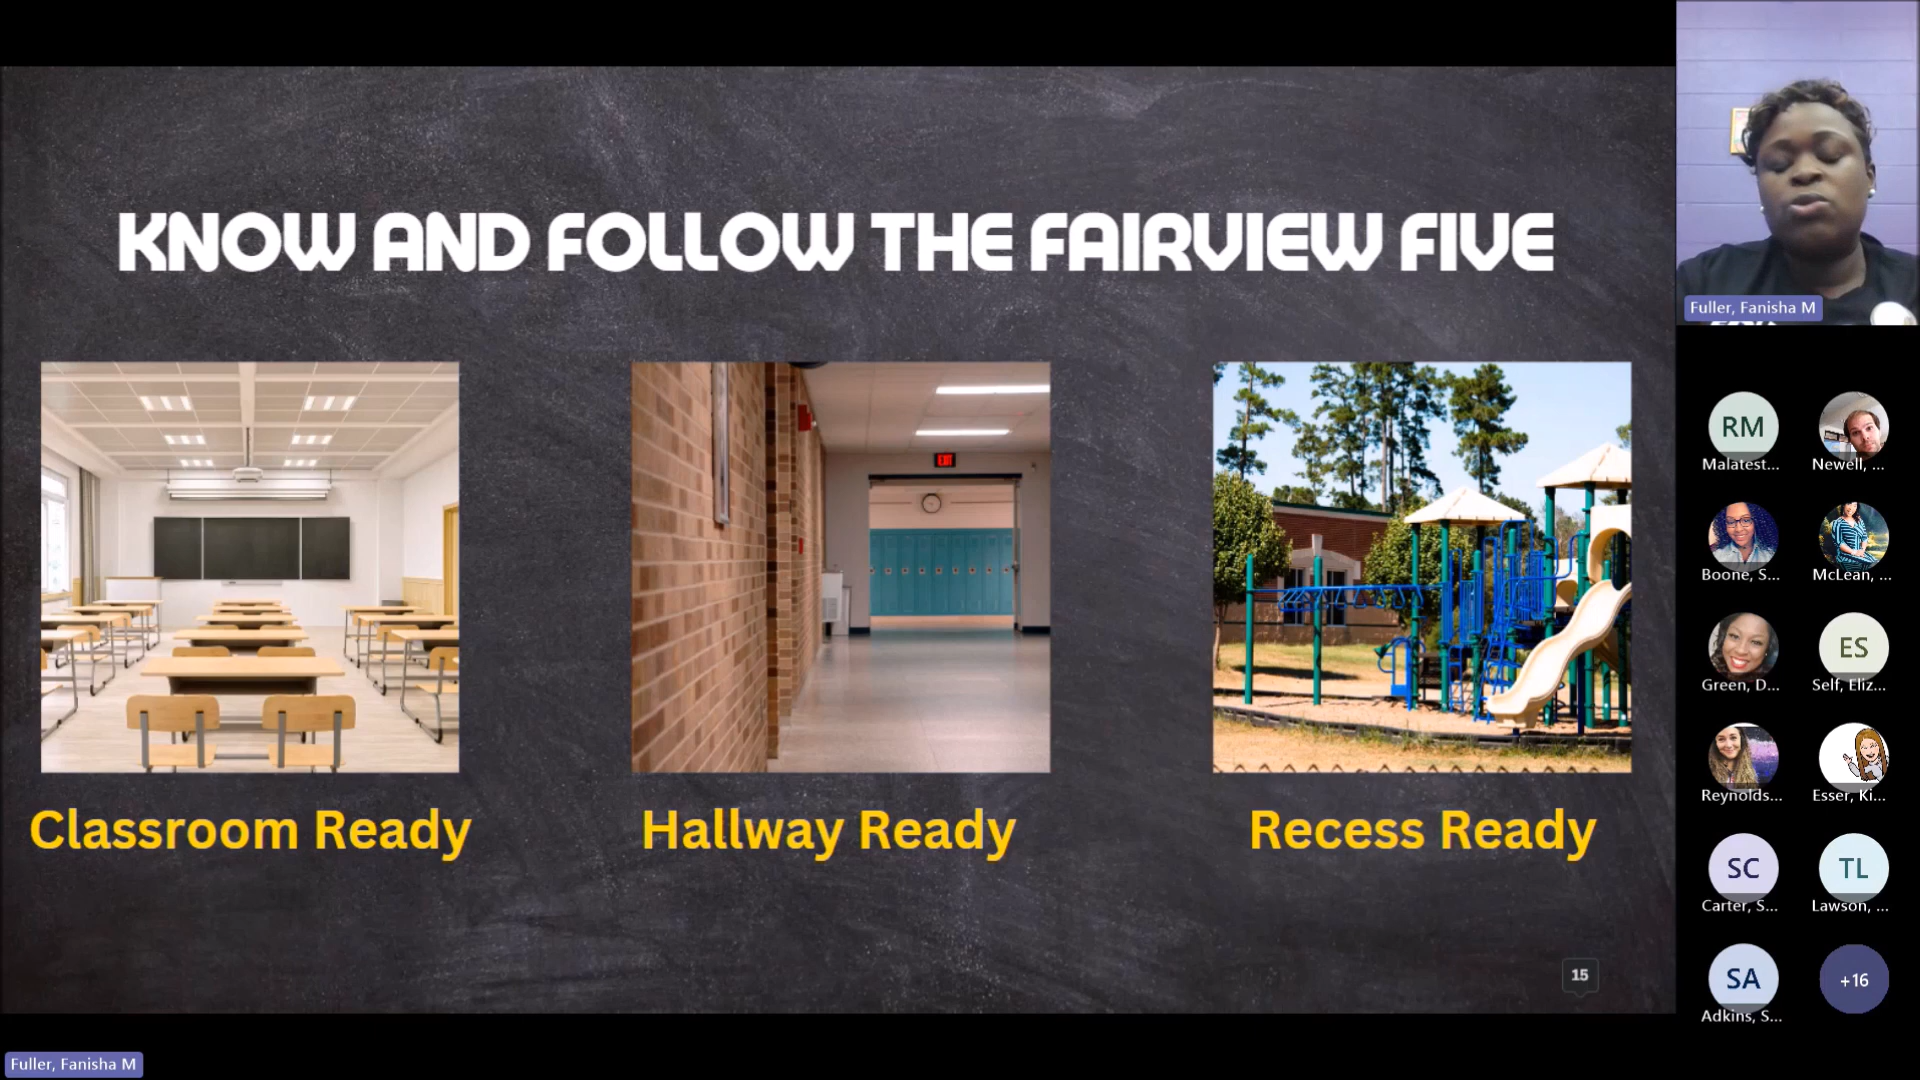 KNOW AND FOLLOW THE FAIRVIEW FIVE
EXIT
Classroom Ready
Hallway Ready
Recess Ready
15
Fuller, Fanisha M
RM
Malatest...
Newell, ...
Boone, S...
McLean, ...
Green, D...
ES
Self, Eliz...
Reynolds...
Esser, Ki...
SC
Carter, S...
TL
Lawson, ...
SA
Adkins, S...
+16
Fuller, Fanisha M